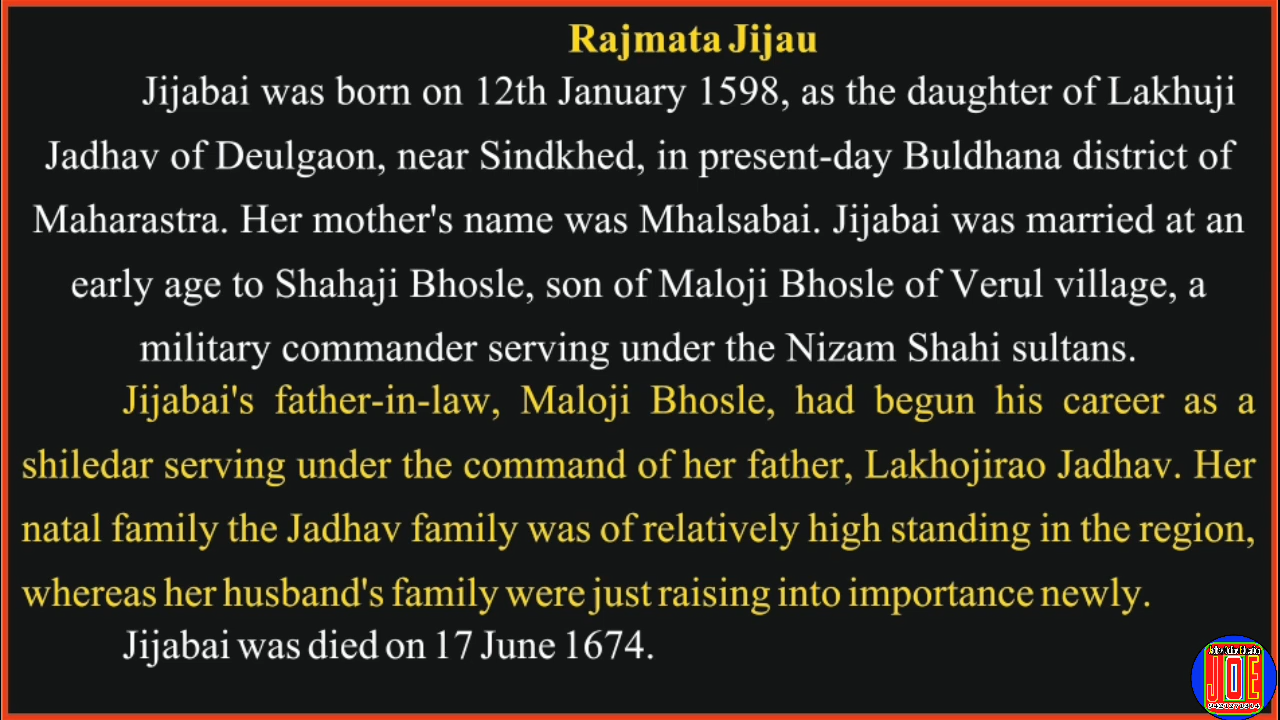 Rajmata Jijau
Jijabai was born on 12th January 1598, as the daughter of Lakhuji
Jadhav of Deulgaon, near Sindkhed, in present-day Buldhana district of
Maharastra. Her mother's name was Mhalsabai. Jijabai was married at an
early age to Shahaji Bhosle, son of Maloji Bhosle of Verul village, a
military commander serving under the Nizam Shahi sultans.
Jijabai's father-in-law, Maloji Bhosle, had begun his career as a
shiledar serving under the command of her father, Lakhojirao Jadhav. Her
natal family the Jadhav family was of relatively high standing in the region,
whereas her husband's family were just raising into importance newly.
Jijabai was died on 17 June 1674.
JOE